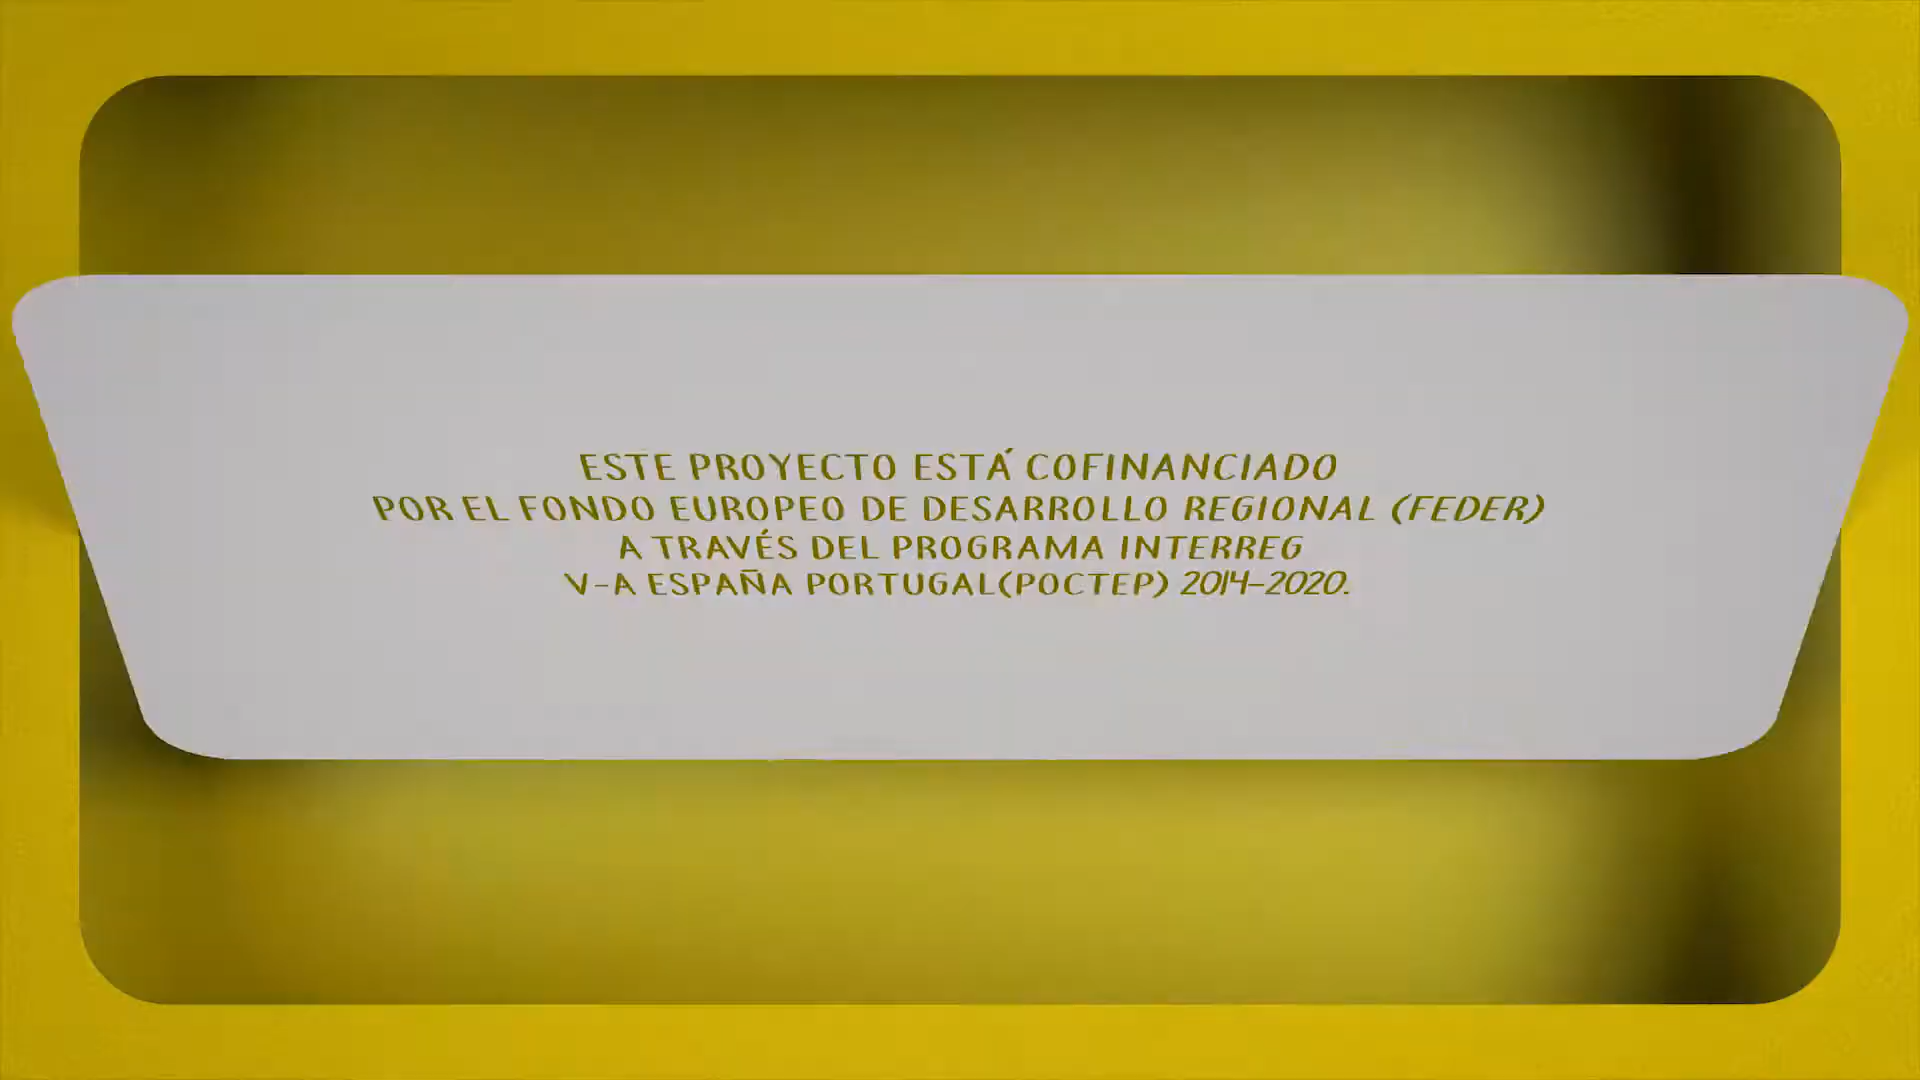 ESTE PROYECTO ESTÁ COFINANCIADO
POR EL FONDO EUROPEO DE DESARROLLO REGIONAL (FEDER)
A TRAVÉS DEL PROGRAMA INTERREG
V-A ESPAÑA PORTUGAL(POCTEP) 2014-2020.